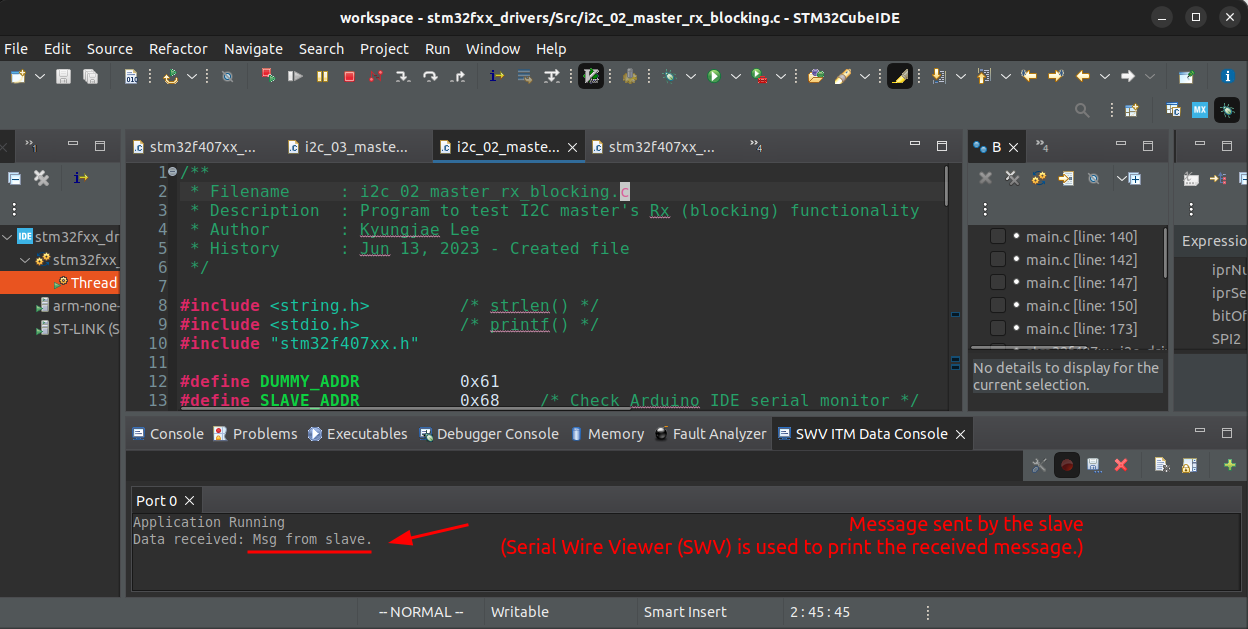 workspace - stm32fxx_drivers/Src/i2c_02_master_rx_blocking.c - STM32CubeIDE
File Edit Source Refactor Navigate Search Project Run Window Help
MX
»1
stm32f407xx_...
i2c_03_maste...
i2c_02_maste...
stm32f407xx_...
»4
B
»4
IDE stm32fxx_dr
stm32fxx_
Thread
arm-none-
ST-LINK (S
1 /**
2 * Filename : i2c_02_master_rx_blocking.c
3 * Description : Program to test I2C master's Rx (blocking) functionality
4 * Author : Kyungjae Lee
5 * History : Jun 13, 2023 - Created file
6 */
7
8 #include <string.h> /* strlen() */
9 #include <stdio.h> /* printf() */
10 #include "stm32f407xx.h"
11
12 #define DUMMY_ADDR 0x61
13 #define SLAVE_ADDR 0x68 /* Check Arduino IDE serial monitor */
main.c [line: 140]
main.c [line: 142]
main.c [line: 147]
main.c [line: 150]
main.c [line: 173]
No details to display for the
current selection.
Expressio
iprNu
iprSe
bitOf
SPI2
Console Problems Executables Debugger Console Memory Fault Analyzer SWV ITM Data Console
Port 0
Application Running
Data received: Msg from slave.
Message sent by the slave
(Serial Wire Viewer (SWV) is used to print the received message.)
-- NORMAL -- Writable Smart Insert 2 : 45 : 45